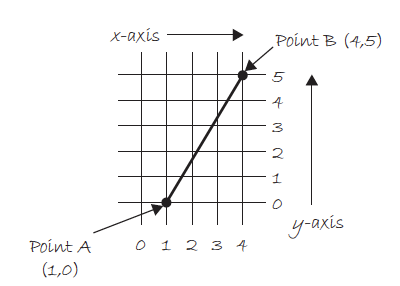 x-axis
Point B (4,5)
5
4
3
2
1
0
y-axis
Point A
(1,0)
0 1 2 3 4